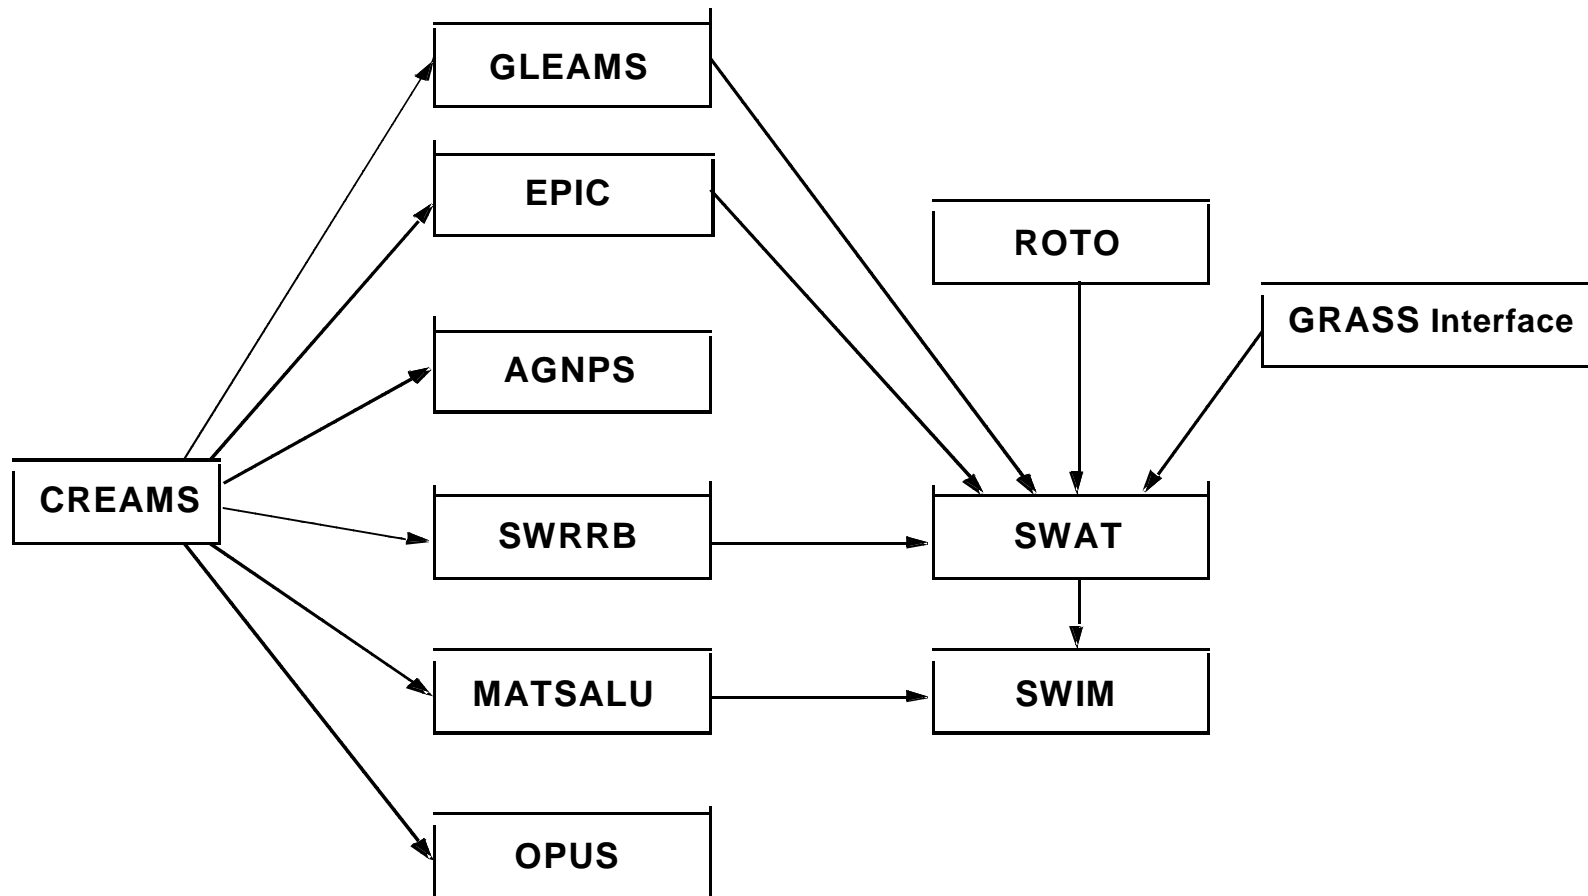 GLEAMS
EPIC
ROTO
GRASS Interface
AGNPS
CREAMS
SWRRB
SWAT
MATSALU
SWIM
OPUS